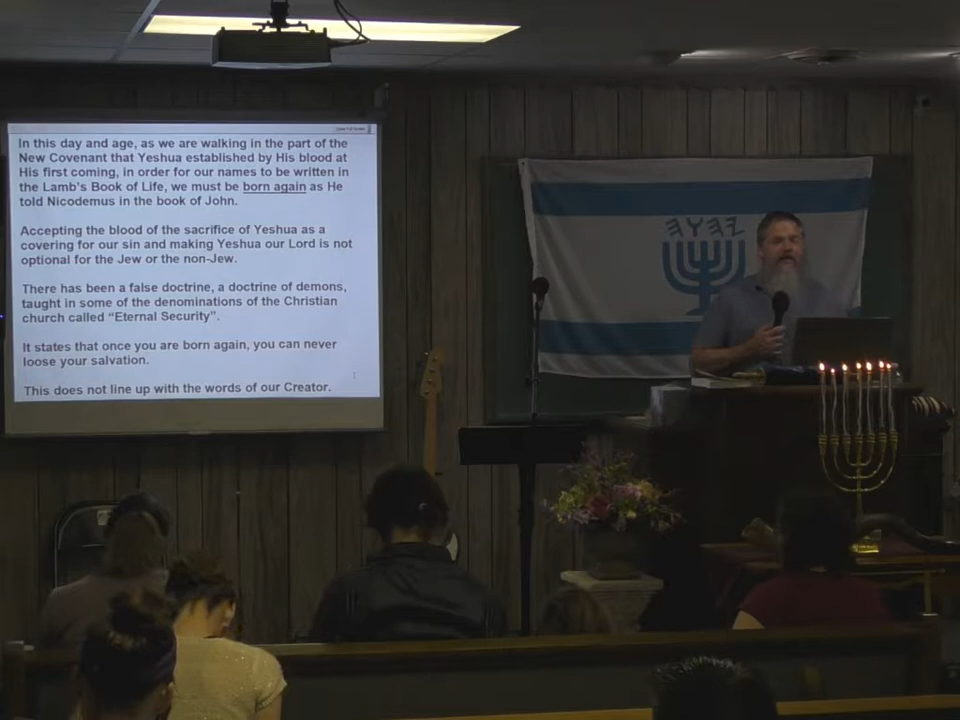 In this day and age, as we are walking in the part of the
New Covenant that Yeshua established by His blood at
His first coming, in order for our names to be written in
the Lamb's Book of Life, we must be born again as He
told Nicodemus in the book of John.
Accepting the blood of the sacrifice of Yeshua as a
covering for our sin and making Yeshua our Lord is not
optional for the Jew or the non-Jew.
There has been a false doctrine, a doctrine of demons,
taught in some of the denominations of the Christian
church called “Eternal Security”.
It states that once you are born again, you can never
loose your salvation.
This does not line up with the words of our Creator.
𐤉𐤄𐤅𐤄